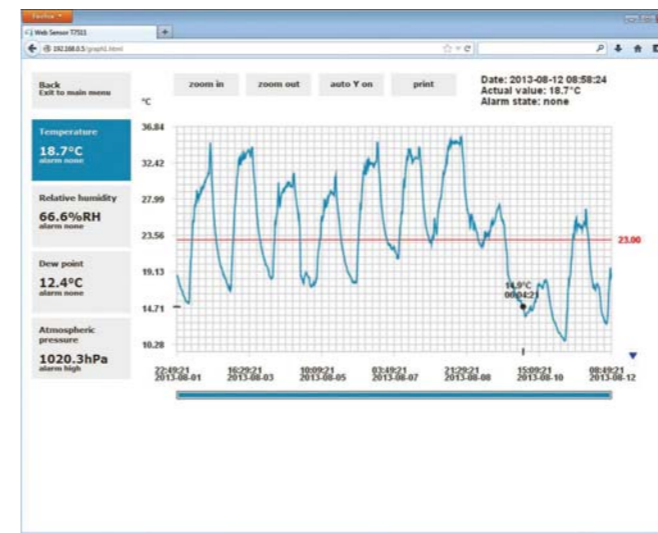 Firefox
Web Sensor T7511
192.168.0.5/graph1.html
Back
Exit to main menu
zoom in
zoom out
auto Y on
print
Date: 2013-08-12 08:58:24
Actual value: 18.7°C
Alarm state: none
Temperature
18.7°C
alarm none
Relative humidity
66.6%RH
alarm none
Dew point
12.4°C
alarm none
Atmospheric
pressure
1020.3hPa
alarm high
°C
36.84
32.42
27.99
23.56
19.13
14.71
10.28
23.00
14.9°C
06:04:21
22:49:21
2013-08-01
16:29:21
2013-08-03
10:09:21
2013-08-05
03:49:21
2013-08-07
21:29:21
2013-08-08
15:09:21
2013-08-10
08:49:21
2013-08-12